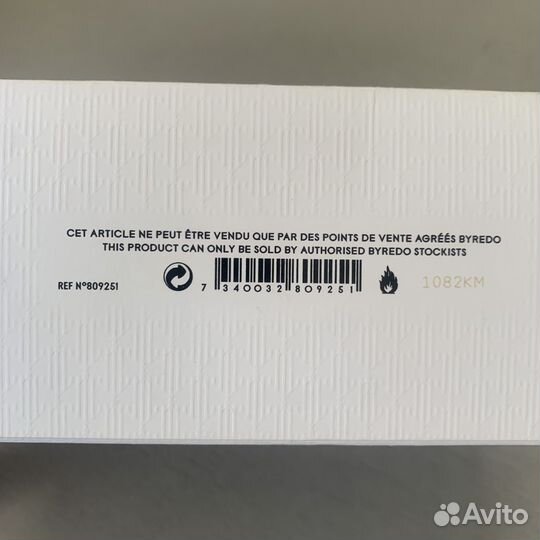 CET ARTICLE NE PEUT ÊTRE VENDU QUE PAR DES POINTS DE VENTE AGRÉÉS BYREDO
THIS PRODUCT CAN ONLY BE SOLD BY AUTHORISED BYREDO STOCKISTS
REF Nº809251
7 340032 809251
1082KM
Avito